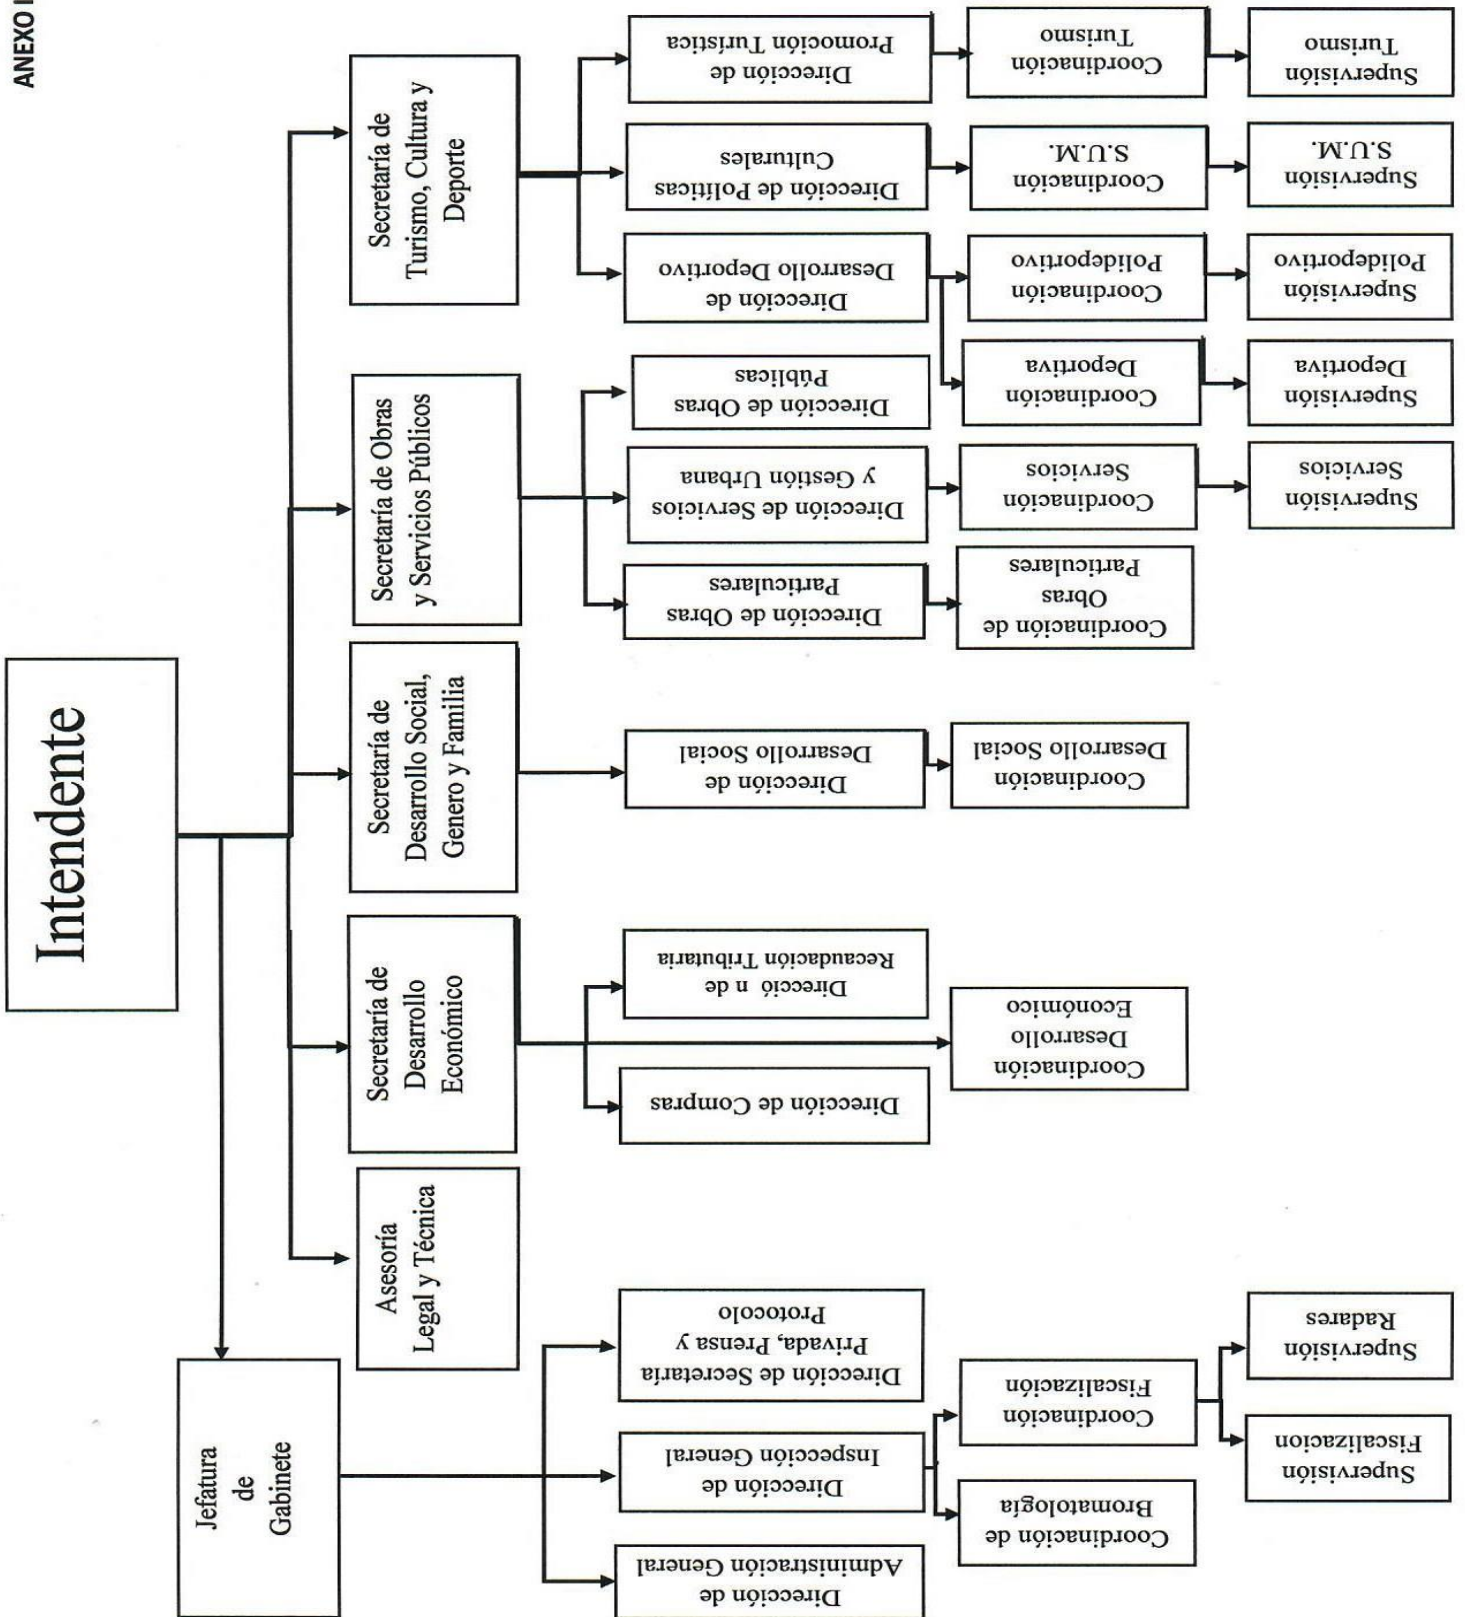 ANEXO I
Intendente
Jefatura
de
Gabinete
Asesoría
Legal y Técnica
Secretaría de
Desarrollo
Económico
Secretaría de
Desarrollo Social,
Genero y Familia
Secretaría de Obras
y Servicios Públicos
Secretaría de
Turismo, Cultura y
Deporte
Dirección de
Administración General
Dirección de
Inspección General
Dirección de Secretaría
Privada, Prensa y
Protocolo
Dirección de Compras
Direcció n de
Recaudación Tributaria
Dirección de
Desarrollo Social
Dirección de Obras
Particulares
Dirección de Servicios
y Gestión Urbana
Dirección de Obras
Públicas
Dirección de
Desarrollo Deportivo
Dirección de Políticas
Culturales
Dirección de
Promoción Turística
Coordinación de
Bromatología
Coordinación
Fiscalización
Coordinación
Desarrollo
Económico
Coordinación
Desarrollo Social
Coordinación de
Obras
Particulares
Coordinación
Servicios
Coordinación
Deportiva
Coordinación
Polideportivo
Coordinación
S.U.M.
Coordinación
Turismo
Supervisión
Fiscalizacion
Supervisión
Radares
Supervisión
Servicios
Supervisión
Deportiva
Supervisión
Polideportivo
Supervisión
S.U.M.
Supervisión
Turismo